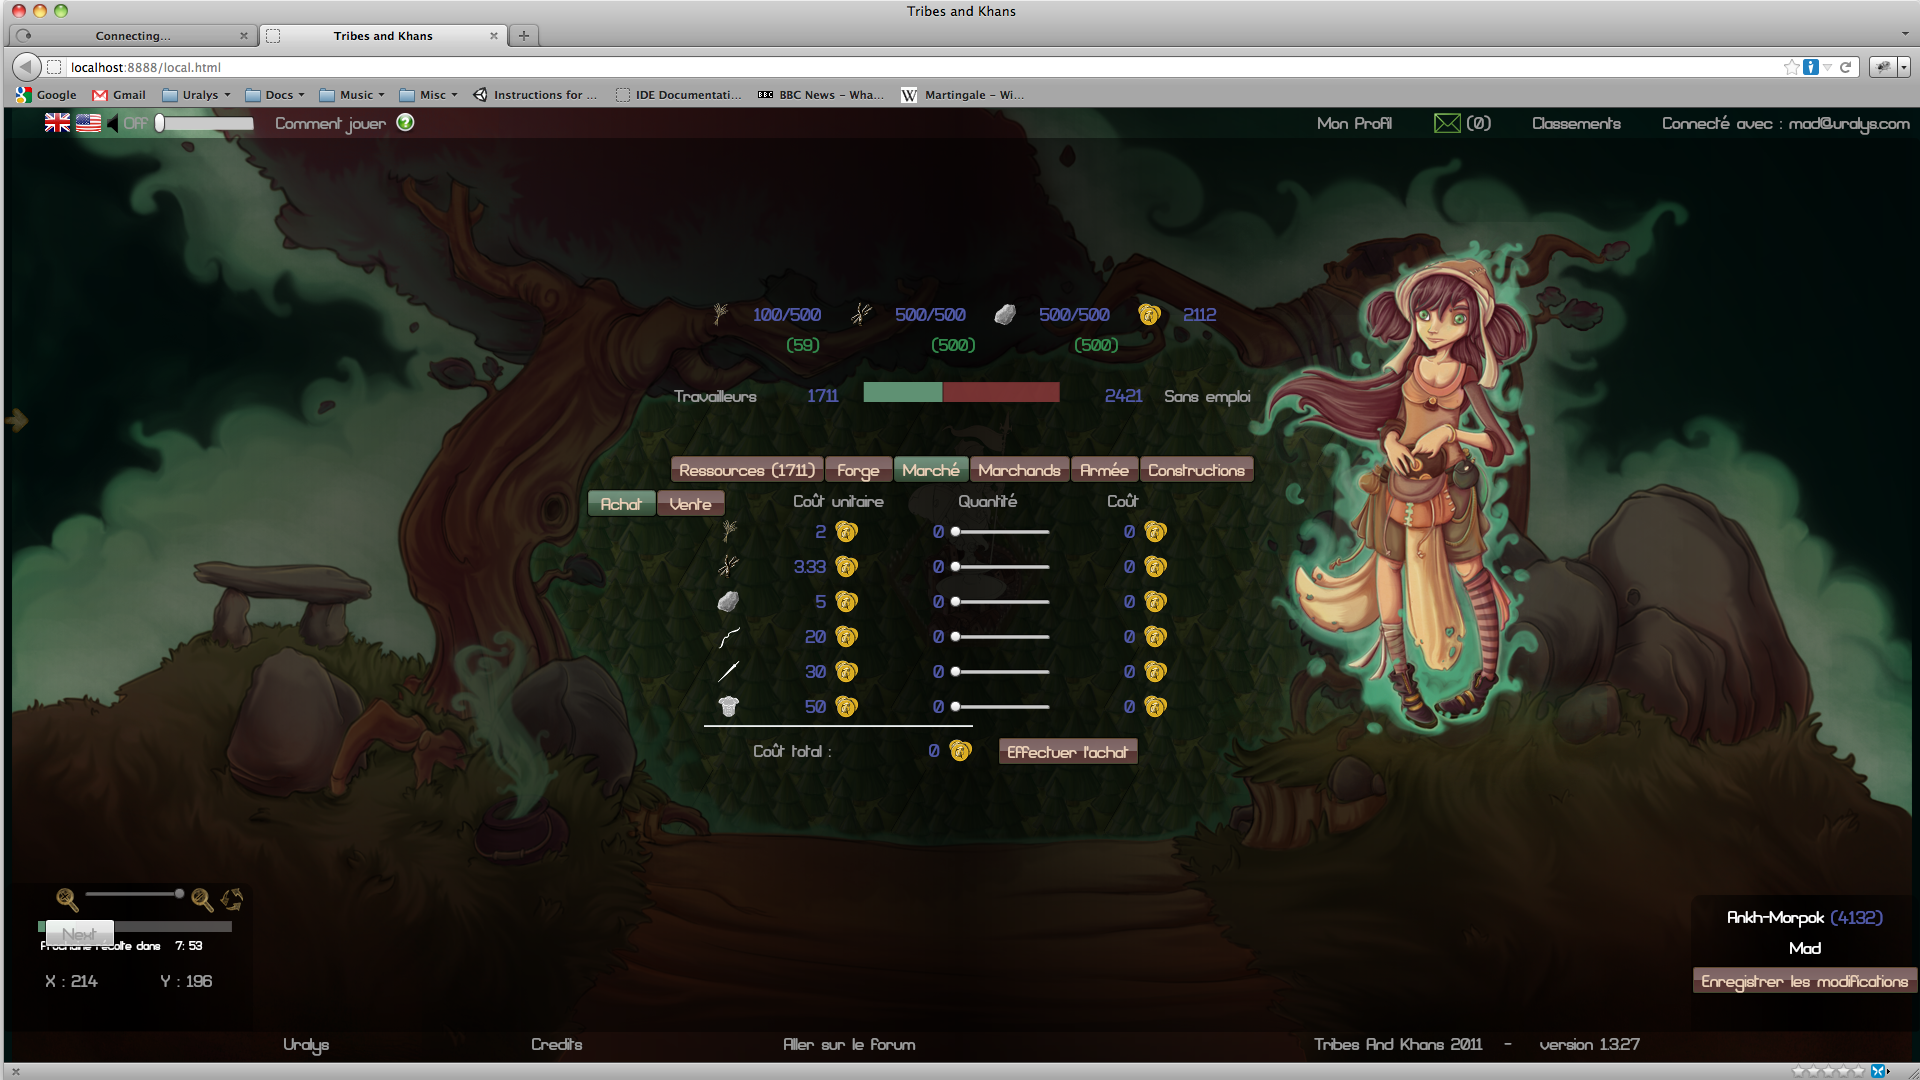 Tribes and Khans
Connecting...
Tribes and Khans
localhost:8888/local.html
Google
Gmail
Uralys
Docs
Music
Misc
Instructions for ...
IDE Documentati...
BBC News - Wha...
Martingale - Wi...
Off
Comment jouer
Mon Profil
(0)
Classements
Connecté avec : mad@uralys.com
100/500
500/500
500/500
2112
(59)
(500)
(500)
Travailleurs
1711
2421
Sans emploi
Ressources (1711)
Forge
Marché
Marchands
Armée
Constructions
Achat
Vente
Coût unitaire
Quantité
Coût
2 0 0
3.33 0 0
5 0 0
20 0 0
30 0 0
50 0 0
Coût total :
0
Effectuer l'achat
Next
Prochaine récolte dans 7: 53
X : 214
Y : 196
Ankh-Morpok (4132)
Mad
Enregistrer les modifications
Uralys
Credits
Aller sur le forum
Tribes And Khans 2011 - version 1.3.27